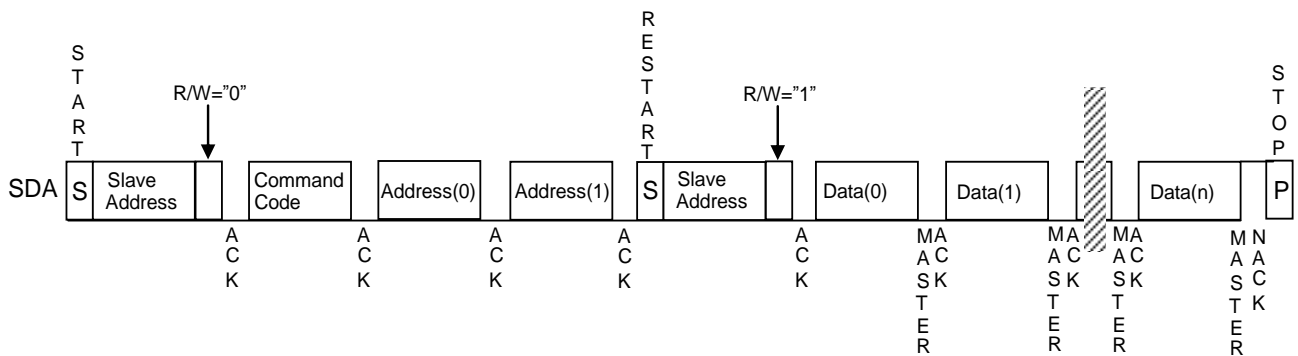 START
RESTART
STOP
R/W="0"
R/W="1"
SDA
S
Slave Address
Command Code
Address(0)
Address(1)
S
Slave Address
Data(0)
Data(1)
Data(n)
P
ACK
ACK
ACK
ACK
ACK
MASTER
ACK
MASTER
ACK
MASTER
ACK
MASTER
NACK